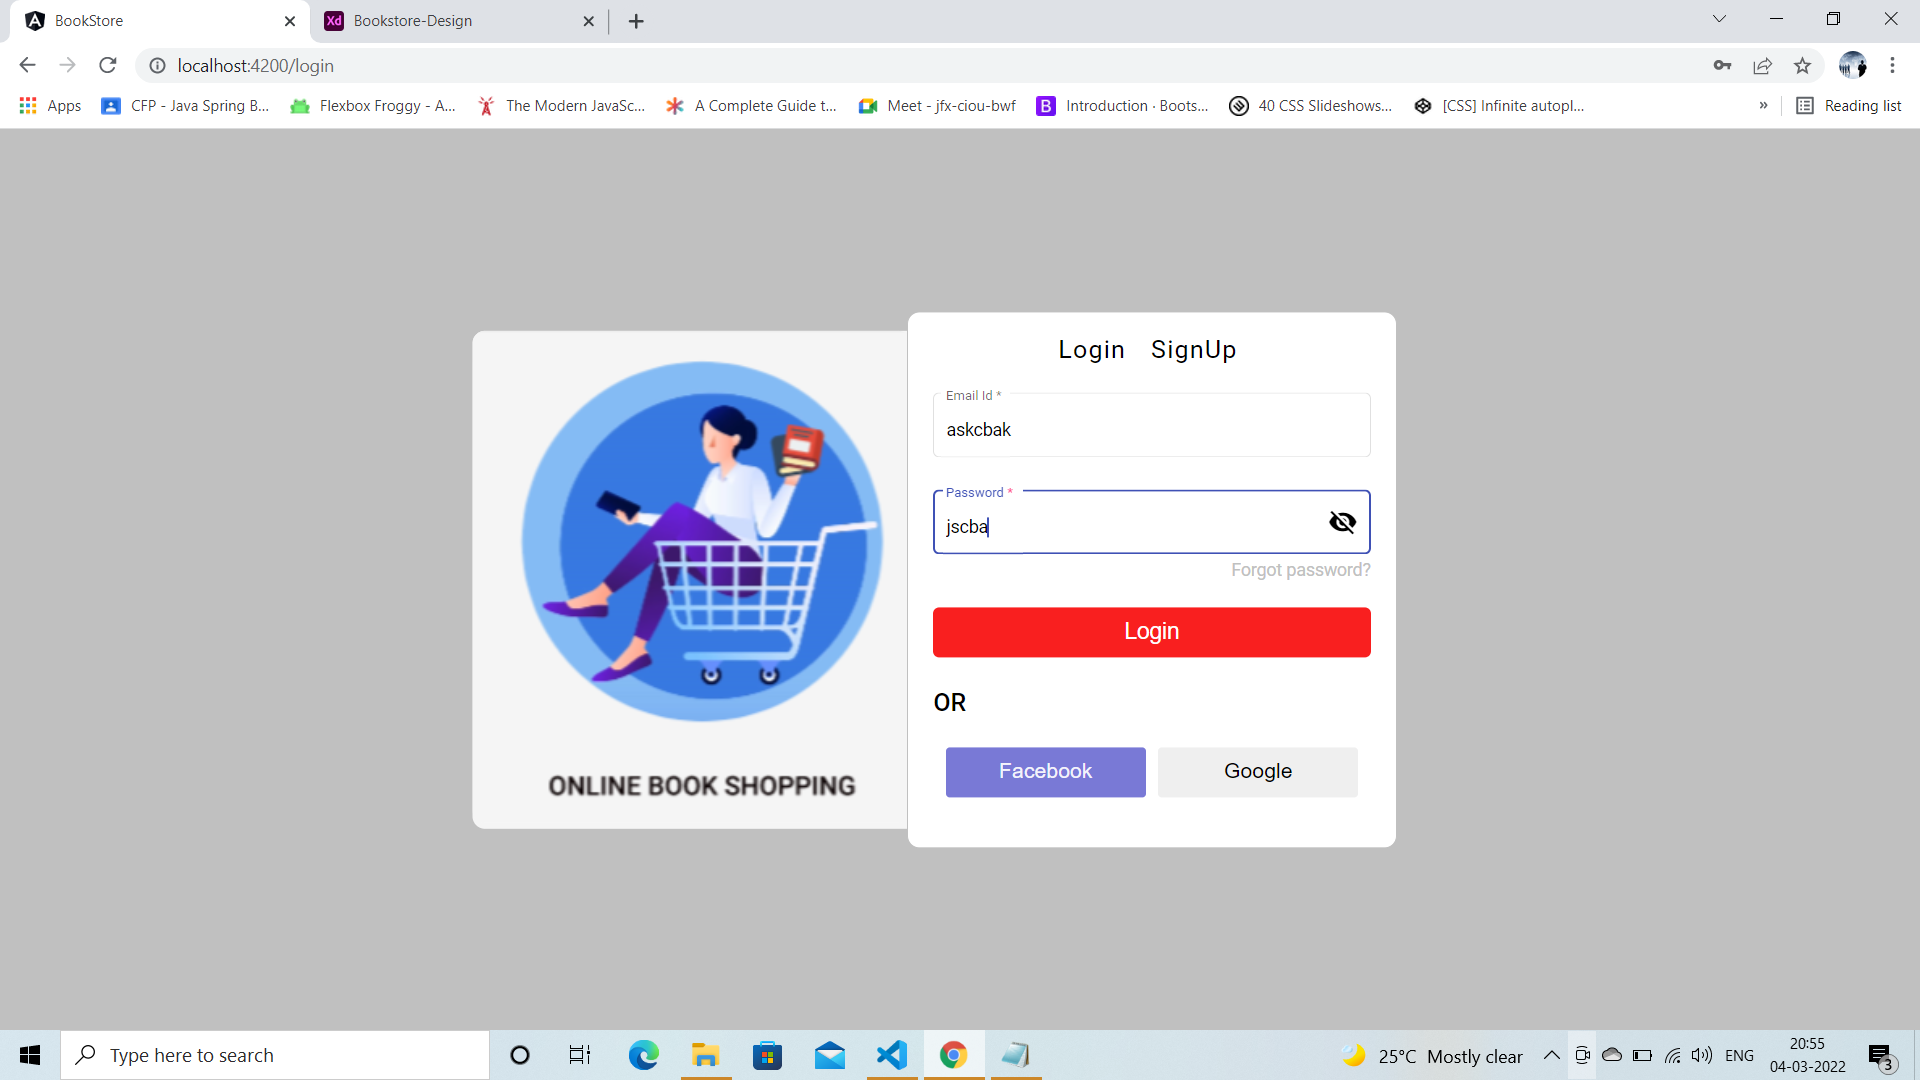 BookStore
Bookstore-Design
localhost:4200/login
Apps
CFP - Java Spring B...
Flexbox Froggy - A...
The Modern JavaSc...
A Complete Guide t...
Meet - jfx-ciou-bwf
Introduction · Boots...
40 CSS Slideshows...
[CSS] Infinite autopl...
»
Reading list
ONLINE BOOK SHOPPING
Login SignUp
Email Id *
askcbak
Password *
jscba
Forgot password?
Login
OR
Facebook
Google
Type here to search
25°C Mostly clear
ENG
20:55
04-03-2022
3